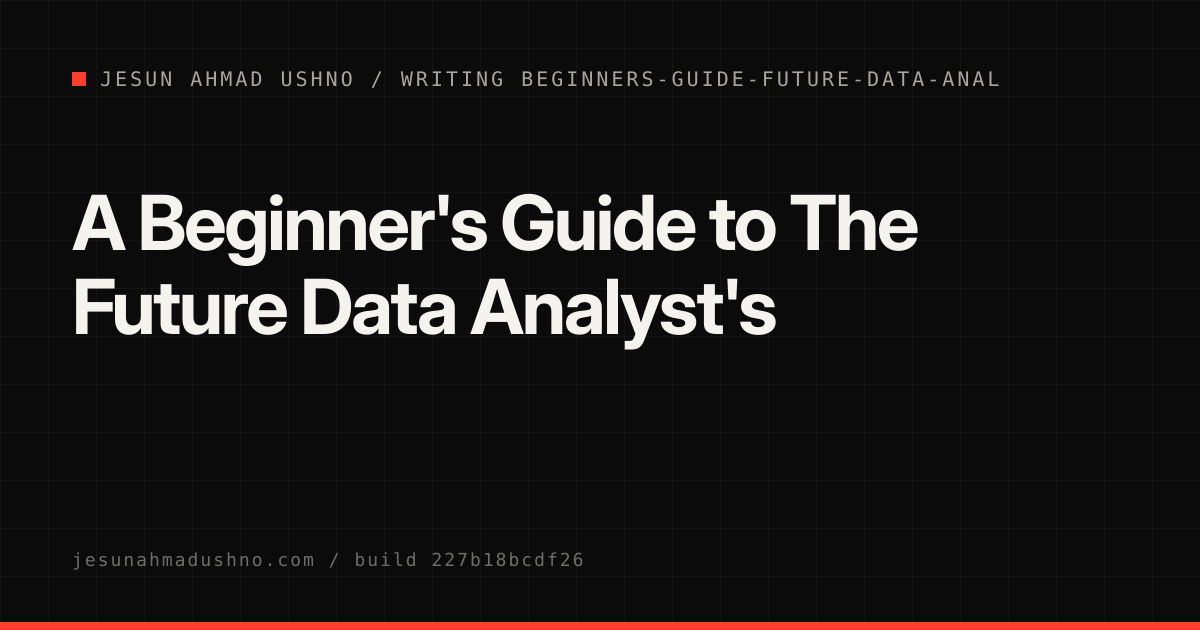 JESUN AHMAD USHNO / WRITING BEGINNERS-GUIDE-FUTURE-DATA-ANAL
A Beginner's Guide to The
Future Data Analyst's
jesunahmadushno.com / build 227b18bcdf26